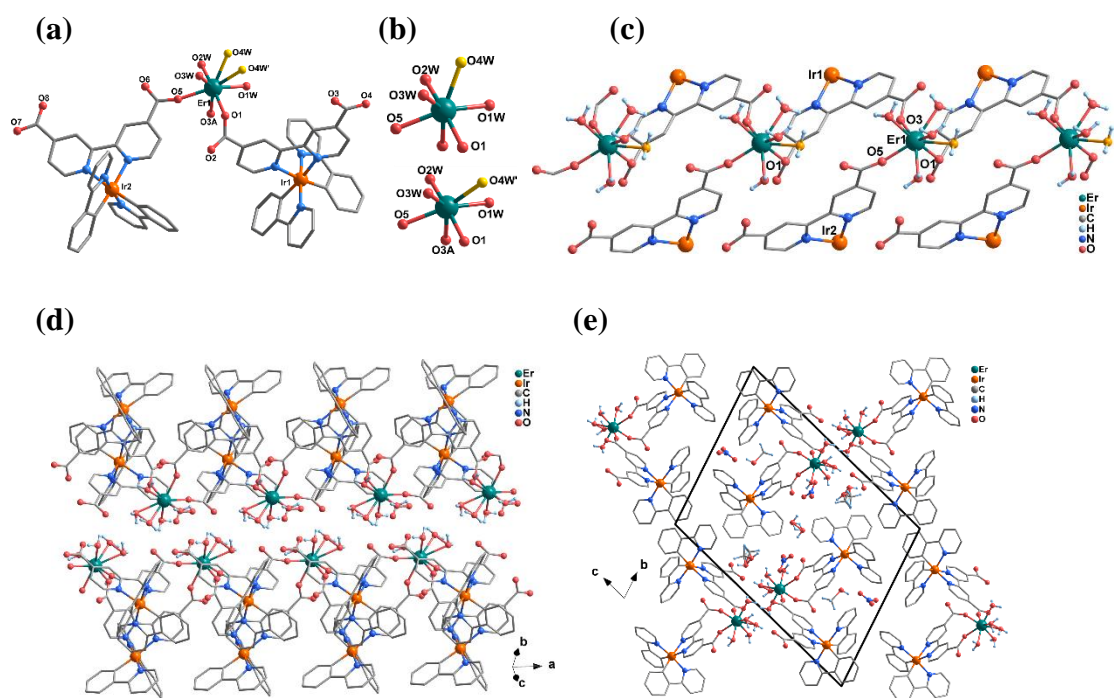 (a)
(b)
(c)
O4W
O2W
O4W'
O3W
O6
O5
Er1
O1W
O8
O3A
O1
O3
O4
O7
O2
Ir2
Ir1
O4W
O2W
O3W
O1W
O5
O1
O2W
O4W'
O3W
O5
O1W
O3A
O1
Ir1
O3
Er1
O5
O1
O1
Ir2
Er
Ir
C
H
N
O
(d)
(e)
Er
Ir
C
H
N
O
b
a
c
Er
Ir
C
H
N
O
c
b